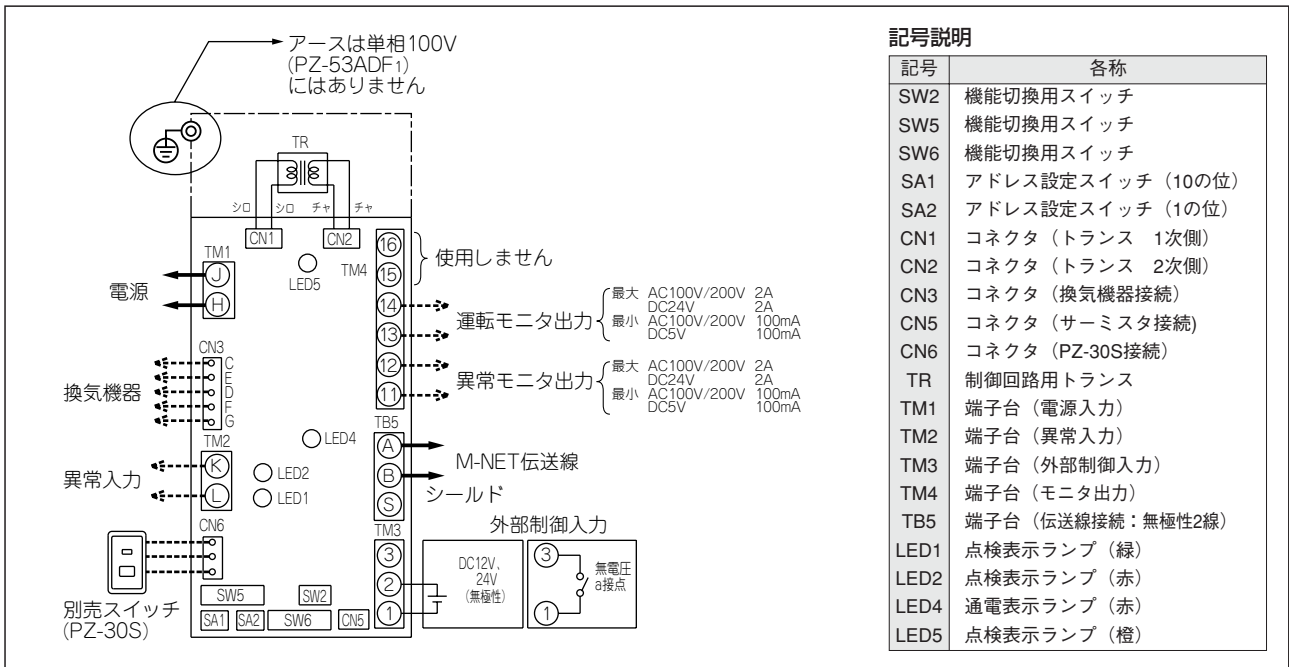 アースは単相100V
(PZ-53ADF1)
にはありません
TR
シロ シロ チャ チャ
CN1 CN2
TM1
J
H
電源
LED5
TM4
16
15
14
13
12
11
使用しません
運転モニタ出力
最大 AC100V/200V 2A
DC24V 2A
最小 AC100V/200V 100mA
DC5V 100mA
異常モニタ出力
最大 AC100V/200V 2A
DC24V 2A
最小 AC100V/200V 100mA
DC5V 100mA
CN3
C
E
D
F
G
換気機器
TM2
K
L
異常入力
LED4
LED2
LED1
TB5
A
B
S
M-NET伝送線
シールド
CN6
別売スイッチ
(PZ-30S)
SW5 SW2
SA1 SA2 SW6 CN5
TM3
3
2
1
外部制御入力
DC12V、
24V
(無極性)
3
1
無電圧
a接点
記号説明
記号 各称
SW2 機能切換用スイッチ
SW5 機能切換用スイッチ
SW6 機能切換用スイッチ
SA1 アドレス設定スイッチ（10の位）
SA2 アドレス設定スイッチ（1の位）
CN1 コネクタ（トランス　1次側）
CN2 コネクタ（トランス　2次側）
CN3 コネクタ（換気機器接続）
CN5 コネクタ（サーミスタ接続)
CN6 コネクタ（PZ-30S接続）
TR 制御回路用トランス
TM1 端子台（電源入力）
TM2 端子台（異常入力）
TM3 端子台（外部制御入力）
TM4 端子台（モニタ出力）
TB5 端子台（伝送線接続：無極性2線）
LED1 点検表示ランプ（緑）
LED2 点検表示ランプ（赤）
LED4 通電表示ランプ（赤）
LED5 点検表示ランプ（橙）